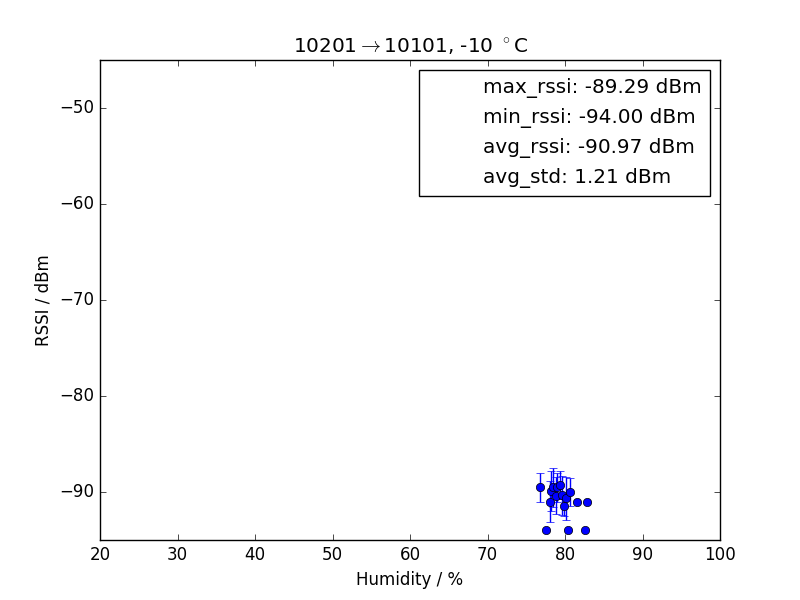 10201→10101, -10 °C
max_rssi: -89.29 dBm
min_rssi: -94.00 dBm
avg_rssi: -90.97 dBm
avg_std: 1.21 dBm
RSSI / dBm
−50
−60
−70
−80
−90
20 30 40 50 60 70 80 90 100
Humidity / %